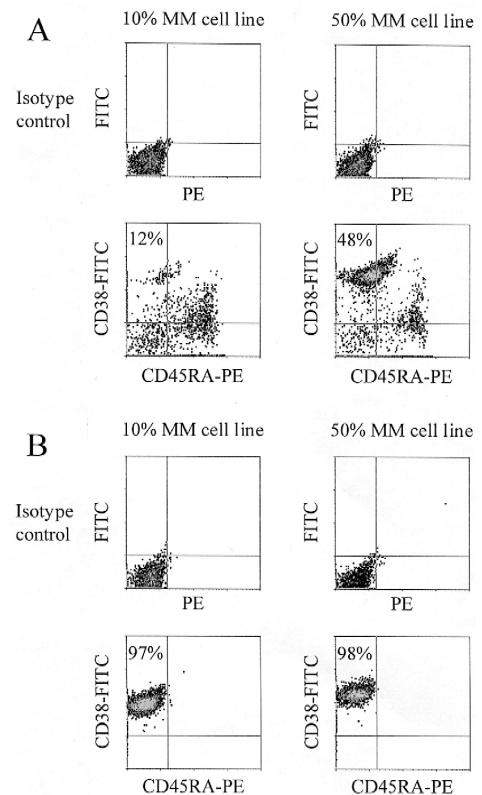 A
10% MM cell line
50% MM cell line
Isotype
control
FITC
PE
FITC
PE
CD38-FITC
12%
CD45RA-PE
CD38-FITC
48%
CD45RA-PE
B
10% MM cell line
50% MM cell line
Isotype
control
FITC
PE
FITC
PE
CD38-FITC
97%
CD45RA-PE
CD38-FITC
98%
CD45RA-PE